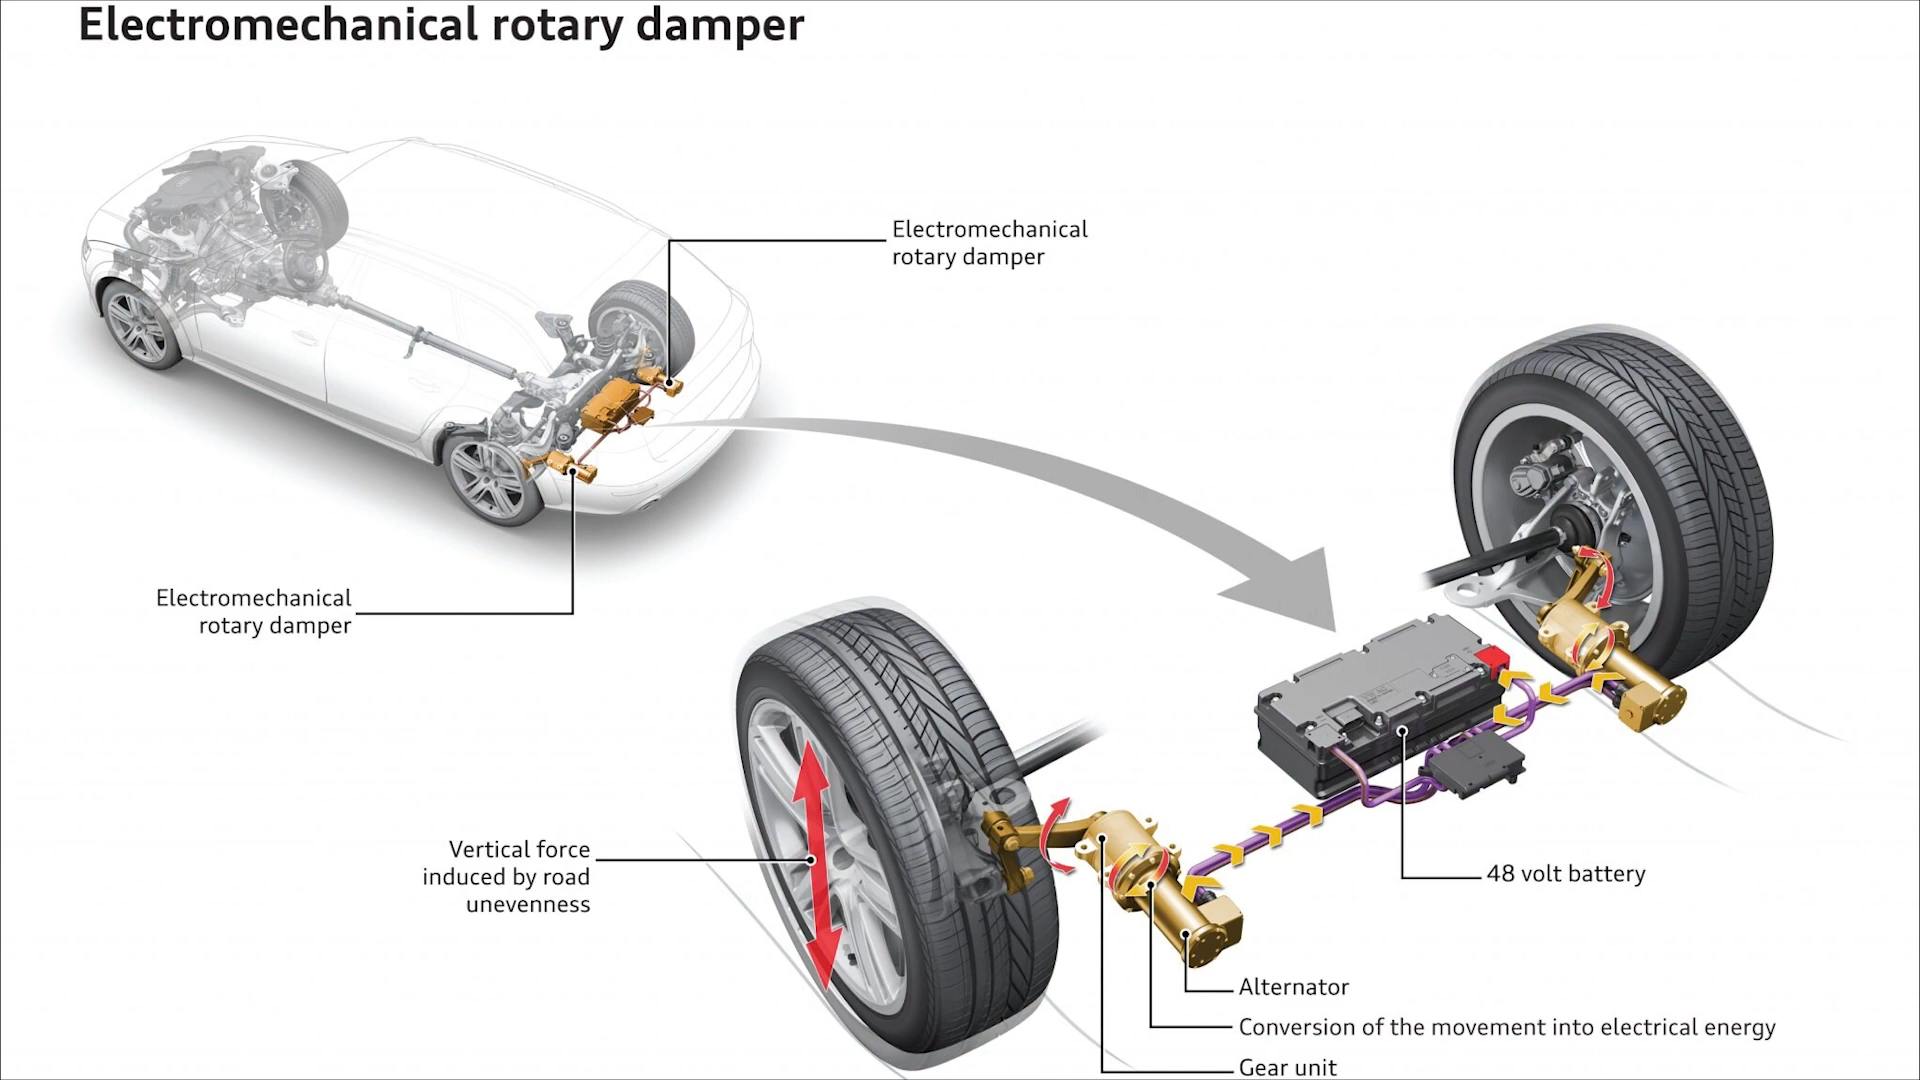 Electromechanical rotary damper
Electromechanical
rotary damper
Electromechanical
rotary damper
Vertical force
induced by road
unevenness
48 volt battery
Alternator
Conversion of the movement into electrical energy
Gear unit